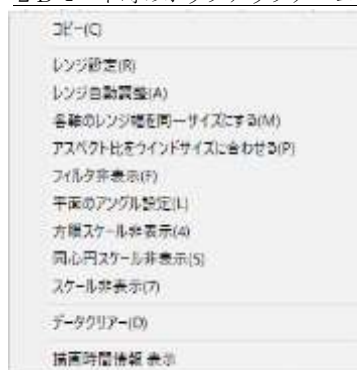 コピー(C)
レンジ設定(R)
レンジ自動調整(A)
各軸のレンジ幅を同一サイズにする(M)
アスペクト比をウインドサイズに合わせる(P)
フィルタ非表示(F)
平面のアングル設定(L)
方眼スケール非表示(4)
同心円スケール非表示(5)
スケール非表示(7)
データクリアー(D)
描画時間情報 表示